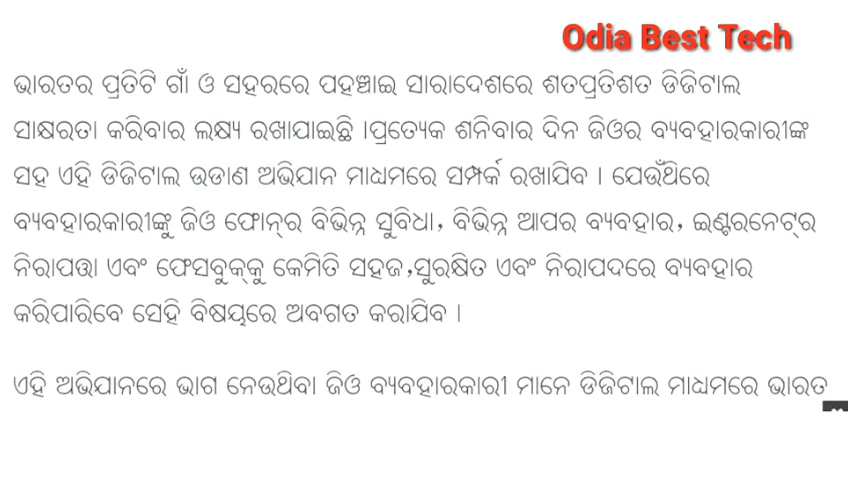 Odia Best Tech
ଭାରତର ପ୍ରତିଟି ଗାଁ ଓ ସହରରେ ପହଞ୍ଚାଇ ସାରାଦେଶରେ ଶତପ୍ରତିଶତ ଡିଜିଟାଲ
ସାକ୍ଷରତା କରିବାର ଲକ୍ଷ୍ୟ ରଖାଯାଇଛି ।ପ୍ରତ୍ୟେକ ଶନିବାର ଦିନ ଜିଓର ବ୍ୟବହାରକାରୀଙ୍କ
ସହ ଏହି ଡିଜିଟାଲ ଉଡାଣ ଅଭିଯାନ ମାଧ୍ୟମରେ ସମ୍ପର୍କ ରଖାଯିବ । ଯେଉଁଥିରେ
ବ୍ୟବହାରକାରୀଙ୍କୁ ଜିଓ ଫୋନ୍‌ର ବିଭିନ୍ନ ସୁବିଧା, ବିଭିନ୍ନ ଆପର ବ୍ୟବହାର, ଇଣ୍ଟରନେଟ୍‌ର
ନିରାପତ୍ତା ଏବଂ ଫେସବୁକ୍‌କୁ କେମିତି ସହଜ,ସୁରକ୍ଷିତ ଏବଂ ନିରାପଦରେ ବ୍ୟବହାର
କରିପାରିବେ ସେହି ବିଷୟରେ ଅବଗତ କରାଯିବ ।
ଏହି ଅଭିଯାନରେ ଭାଗ ନେଉଥିବା ଜିଓ ବ୍ୟବହାରକାରୀ ମାନେ ଡିଜିଟାଲ ମାଧ୍ୟମରେ ଭାରତ